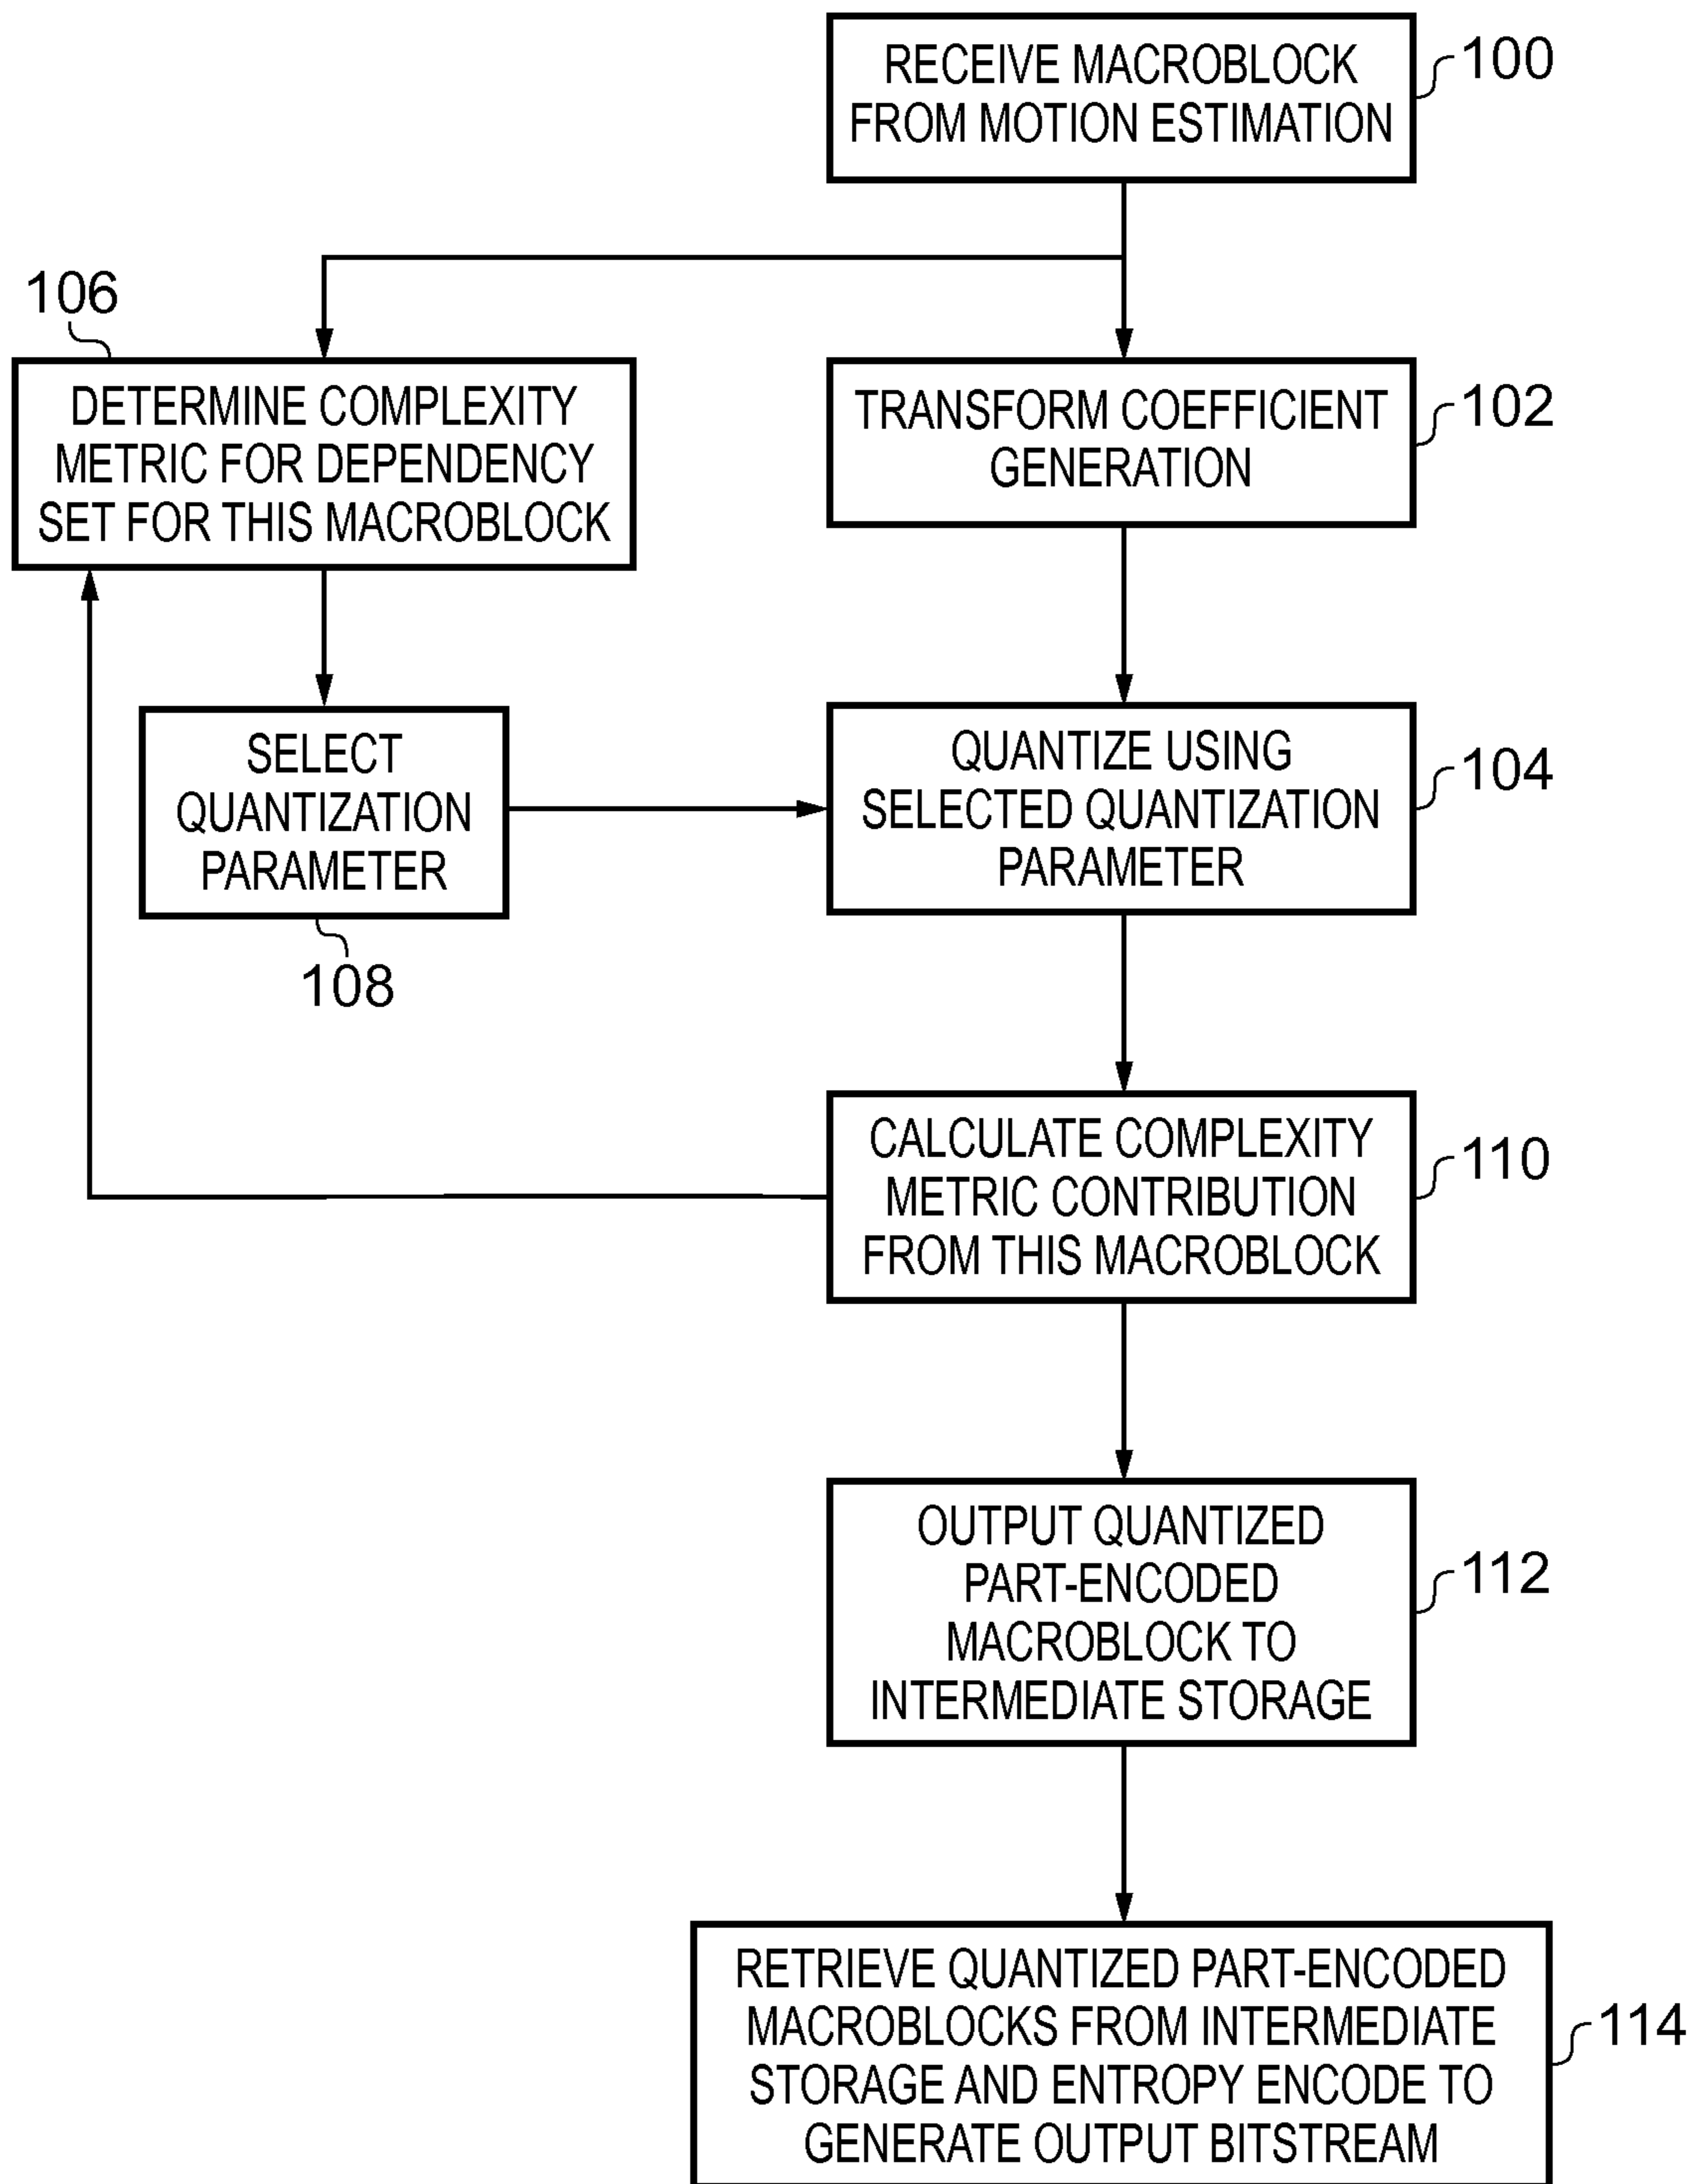 RECEIVE MACROBLOCK
FROM MOTION ESTIMATION
100
106
DETERMINE COMPLEXITY
METRIC FOR DEPENDENCY
SET FOR THIS MACROBLOCK
TRANSFORM COEFFICIENT
GENERATION
102
SELECT
QUANTIZATION
PARAMETER
108
QUANTIZE USING
SELECTED QUANTIZATION
PARAMETER
104
CALCULATE COMPLEXITY
METRIC CONTRIBUTION
FROM THIS MACROBLOCK
110
OUTPUT QUANTIZED
PART-ENCODED
MACROBLOCK TO
INTERMEDIATE STORAGE
112
RETRIEVE QUANTIZED PART-ENCODED
MACROBLOCKS FROM INTERMEDIATE
STORAGE AND ENTROPY ENCODE TO
GENERATE OUTPUT BITSTREAM
114